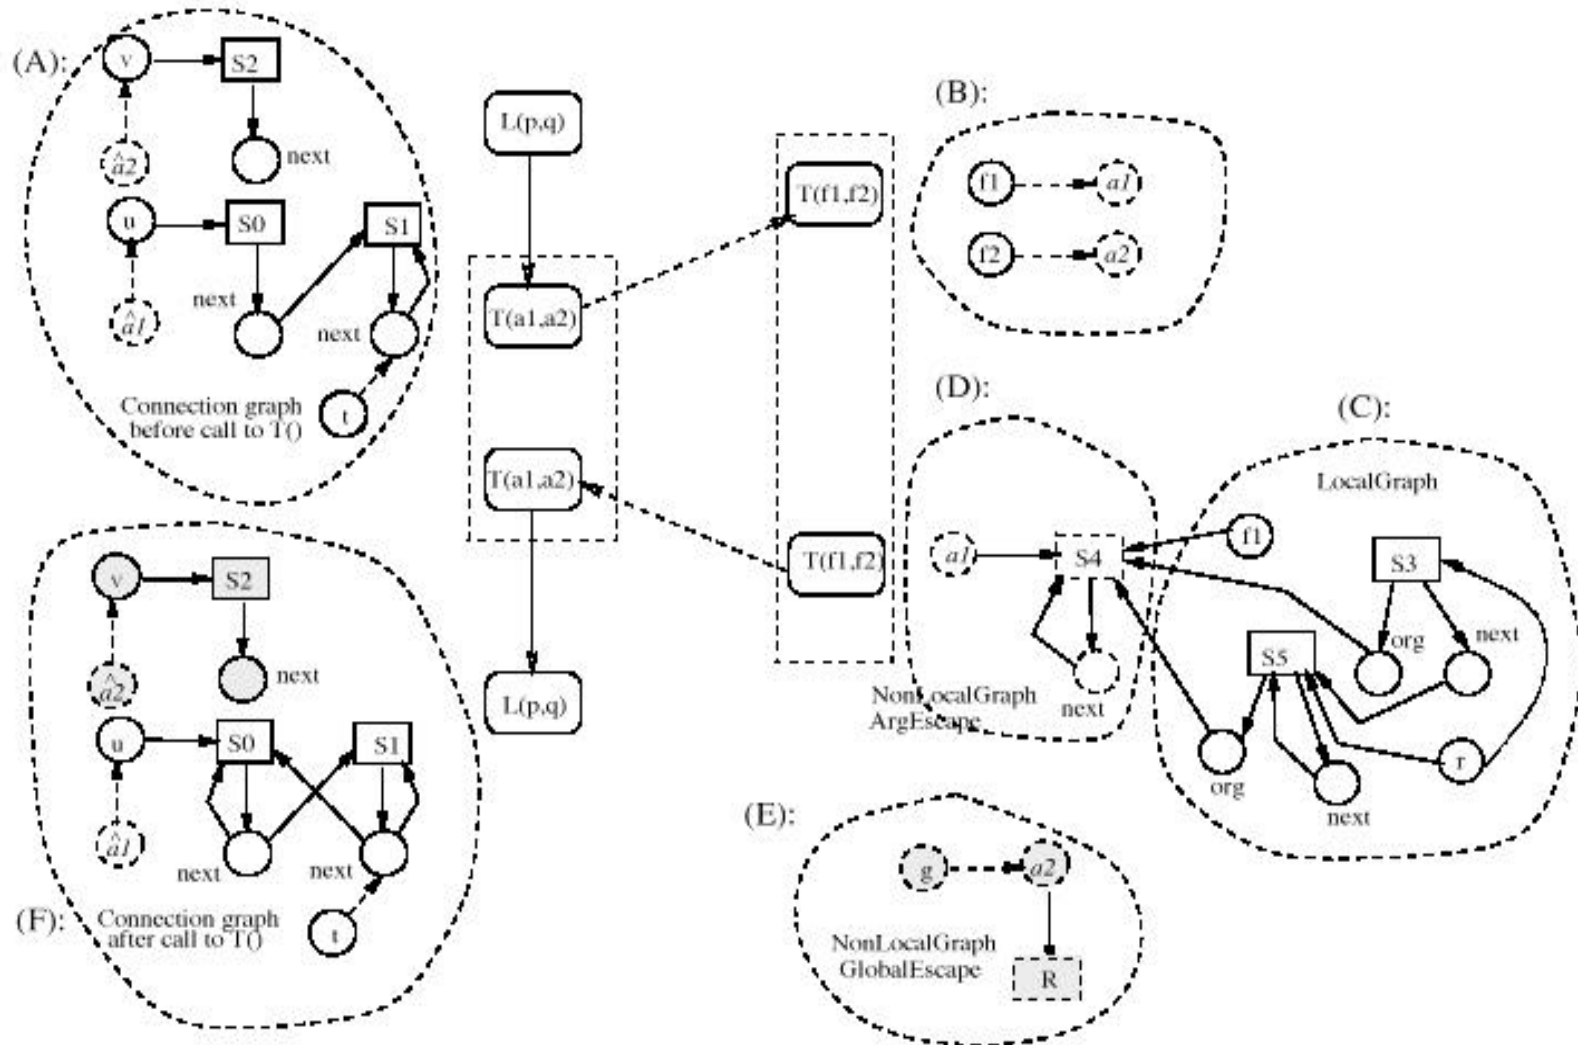 (A):
v
S2
â2
next
u
S0
S1
next
â1
next
Connection graph
before call to T()
t
L(p,q)
T(a1,a2)
T(a1,a2)
L(p,q)
T(f1,f2)
T(f1,f2)
(B):
f1
a1
f2
a2
(D):
a1
S4
next
NonLocalGraph
ArgEscape
(C):
LocalGraph
f1
S3
org
next
S5
r
org
next
(E):
g
a2
NonLocalGraph
GlobalEscape
R
v
S2
â2
next
u
S0
S1
â1
next
next
(F):
Connection graph
after call to T()
t